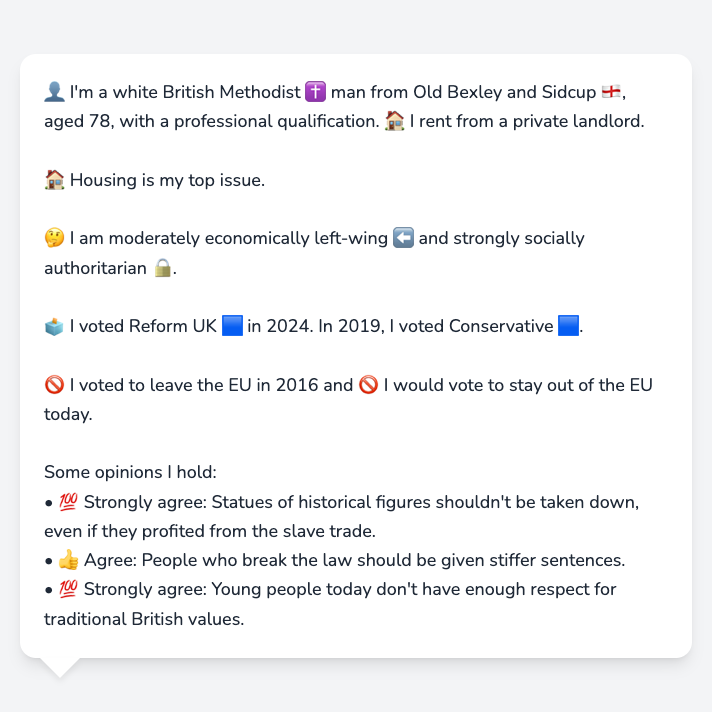 👤 I'm a white British Methodist ✝️ man from Old Bexley and Sidcup 🏴󠁧󠁢󠁥󠁮󠁧󠁿,
aged 78, with a professional qualification. 🏠 I rent from a private landlord.
🏠 Housing is my top issue.
🤔 I am moderately economically left-wing ⬅️ and strongly socially
authoritarian 🔒.
🗳️ I voted Reform UK 🟦 in 2024. In 2019, I voted Conservative 🟦.
🚫 I voted to leave the EU in 2016 and 🚫 I would vote to stay out of the EU
today.
Some opinions I hold:
• 💯 Strongly agree: Statues of historical figures shouldn't be taken down,
even if they profited from the slave trade.
• 👍 Agree: People who break the law should be given stiffer sentences.
• 💯 Strongly agree: Young people today don't have enough respect for
traditional British values.